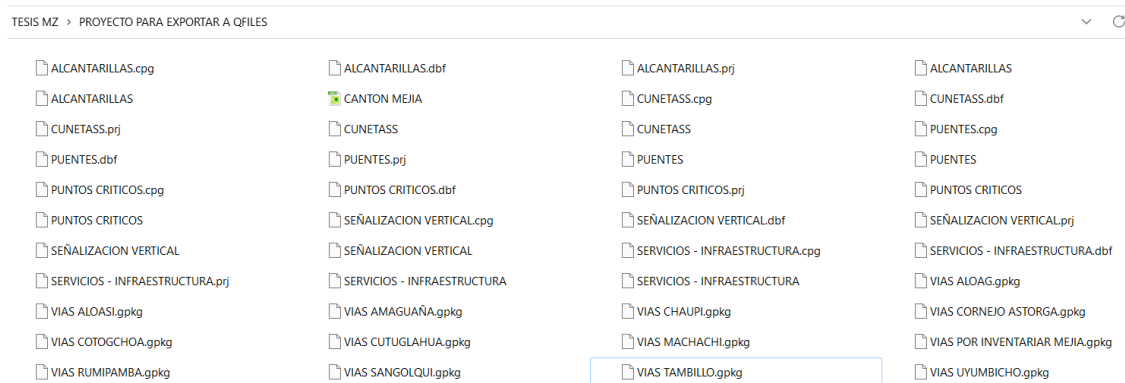 TESIS MZ > PROYECTO PARA EXPORTAR A QFILES
ALCANTARILLAS.cpg ALCANTARILLAS.dbf ALCANTARILLAS.prj ALCANTARILLAS
ALCANTARILLAS CANTON MEJIA CUNETASS.cpg CUNETASS.dbf
CUNETASS.prj CUNETASS CUNETASS PUENTES.cpg
PUENTES.dbf PUENTES.prj PUENTES PUENTES
PUNTOS CRITICOS.cpg PUNTOS CRITICOS.dbf PUNTOS CRITICOS.prj PUNTOS CRITICOS
PUNTOS CRITICOS SEÑALIZACION VERTICAL.cpg SEÑALIZACION VERTICAL.dbf SEÑALIZACION VERTICAL.prj
SEÑALIZACION VERTICAL SEÑALIZACION VERTICAL SERVICIOS - INFRAESTRUCTURA.cpg SERVICIOS - INFRAESTRUCTURA.dbf
SERVICIOS - INFRAESTRUCTURA.prj SERVICIOS - INFRAESTRUCTURA SERVICIOS - INFRAESTRUCTURA VIAS ALOAG.gpkg
VIAS ALOASI.gpkg VIAS AMAGUAÑA.gpkg VIAS CHAUPI.gpkg VIAS CORNEJO ASTORGA.gpkg
VIAS COTOGCHOA.gpkg VIAS CUTUGLAHUA.gpkg VIAS MACHACHI.gpkg VIAS POR INVENTARIAR MEJIA.gpkg
VIAS RUMIPAMBA.gpkg VIAS SANGOLQUI.gpkg VIAS TAMBILLO.gpkg VIAS UYUMBICHO.gpkg